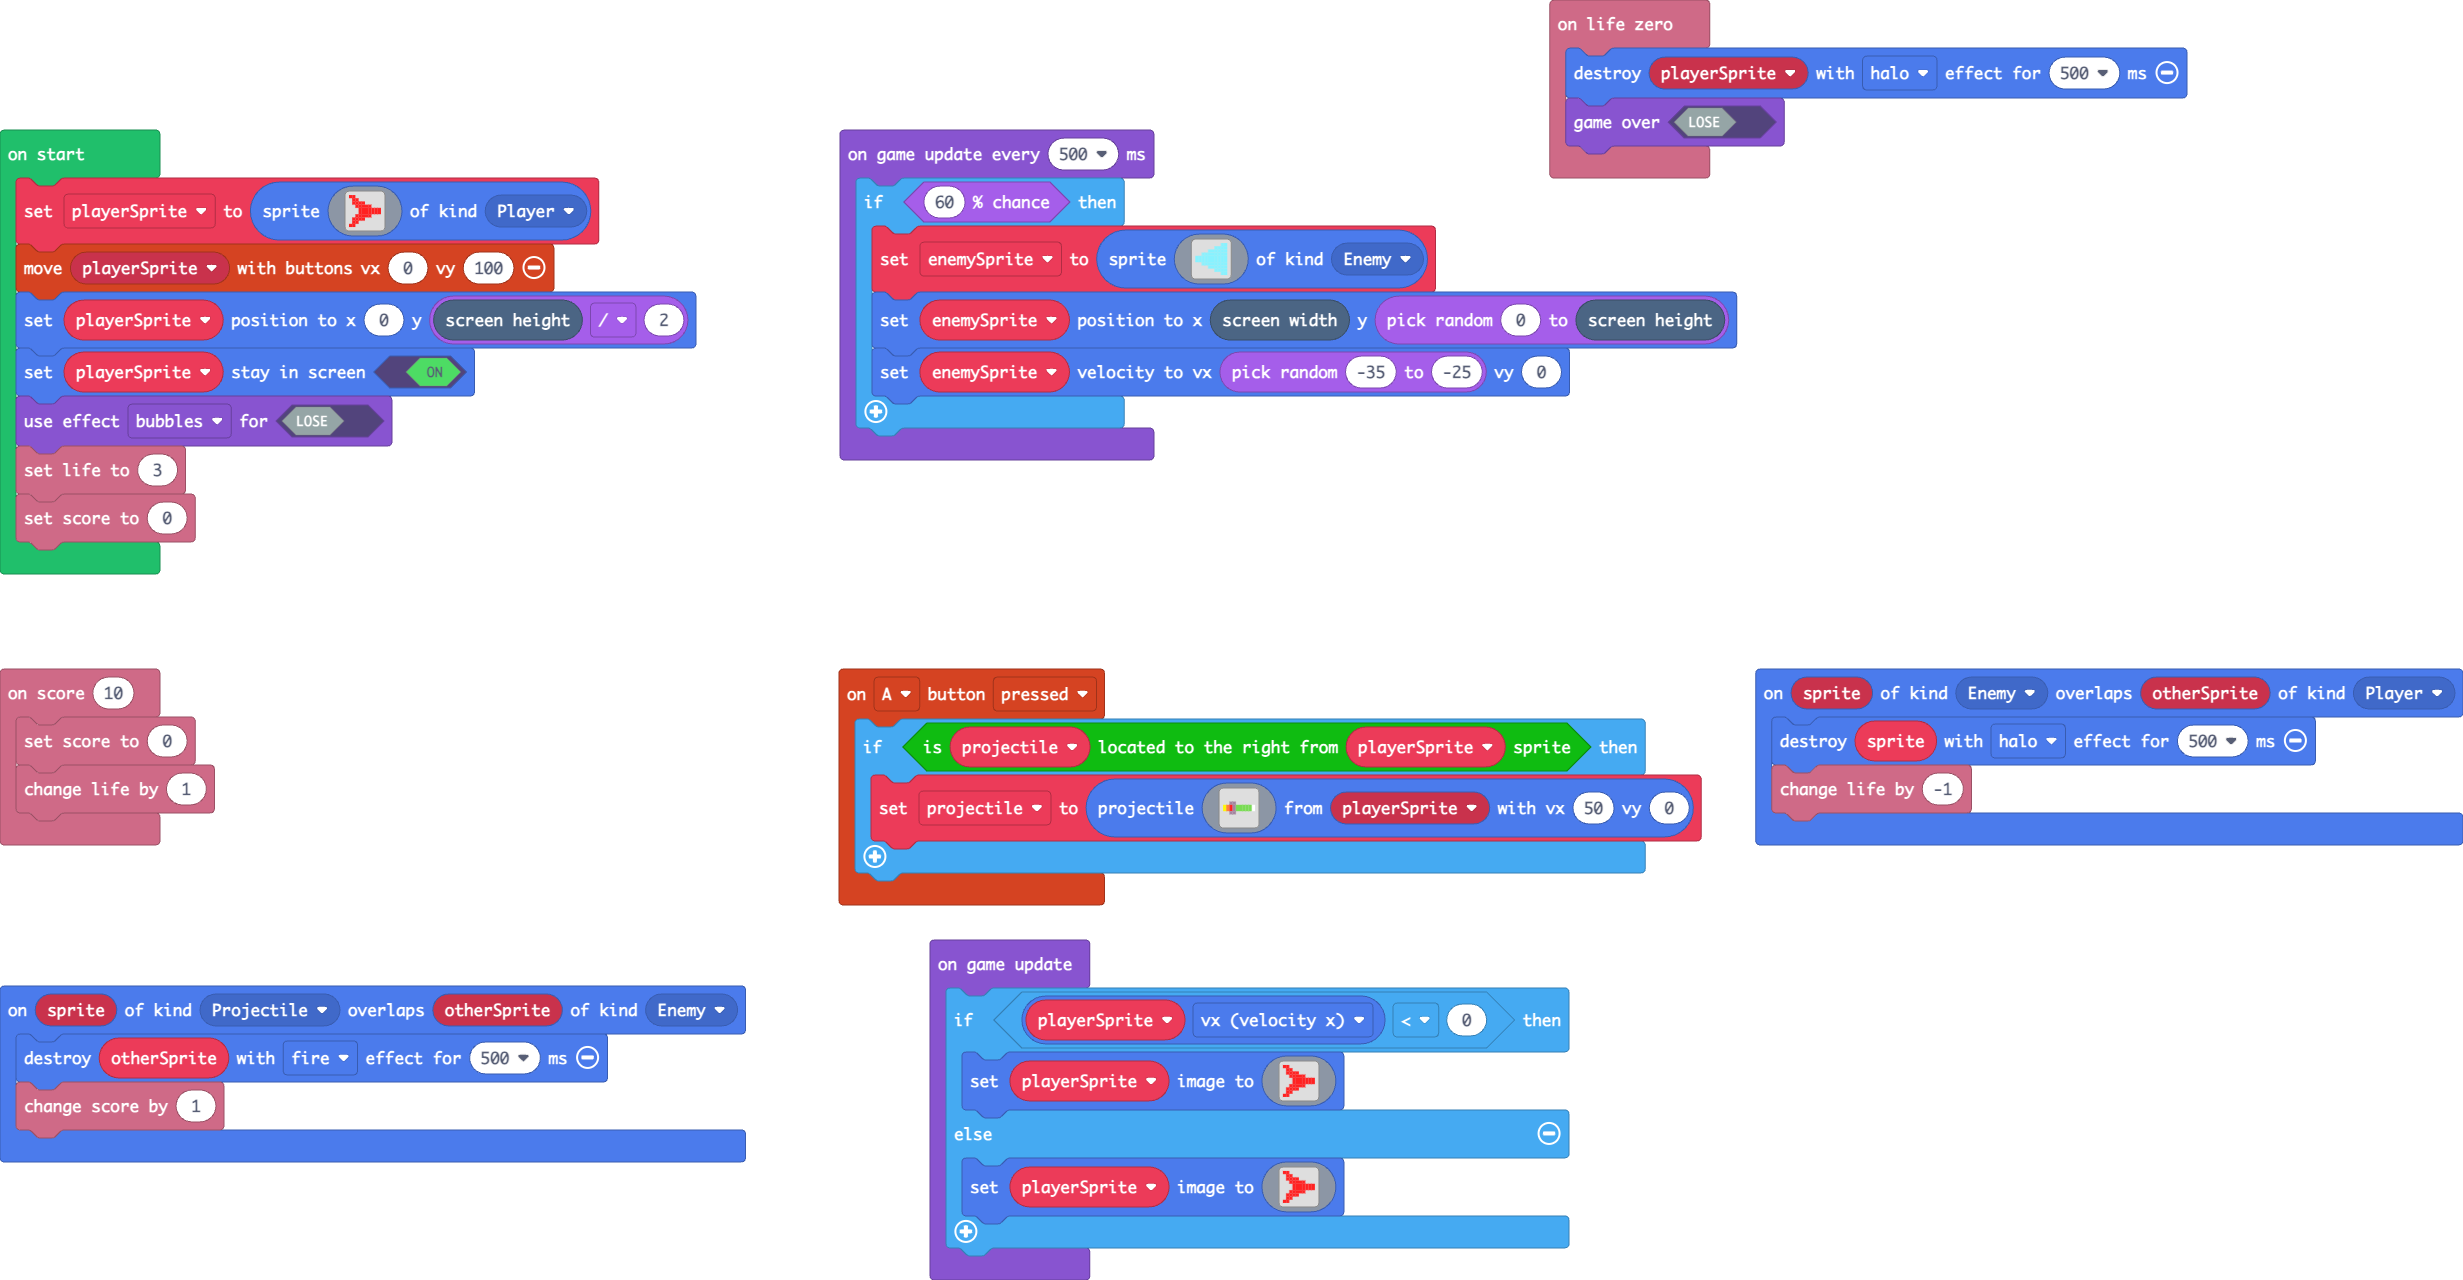 on life zero
destroy playerSprite with halo effect for 500 ms
game over LOSE
on start
set playerSprite to sprite of kind Player
move playerSprite with buttons vx 0 vy 100
set playerSprite position to x 0 y screen height / 2
set playerSprite stay in screen ON
use effect bubbles for LOSE
set life to 3
set score to 0
on game update every 500 ms
if 60 % chance then
set enemySprite to sprite of kind Enemy
set enemySprite position to x screen width y pick random 0 to screen height
set enemySprite velocity to vx pick random -35 to -25 vy 0
on score 10
set score to 0
change life by 1
on A button pressed
if is projectile located to the right from playerSprite sprite then
set projectile to projectile from playerSprite with vx 50 vy 0
on sprite of kind Enemy overlaps otherSprite of kind Player
destroy sprite with halo effect for 500 ms
change life by -1
on sprite of kind Projectile overlaps otherSprite of kind Enemy
destroy otherSprite with fire effect for 500 ms
change score by 1
on game update
if playerSprite vx (velocity x) < 0 then
set playerSprite image to
else
set playerSprite image to